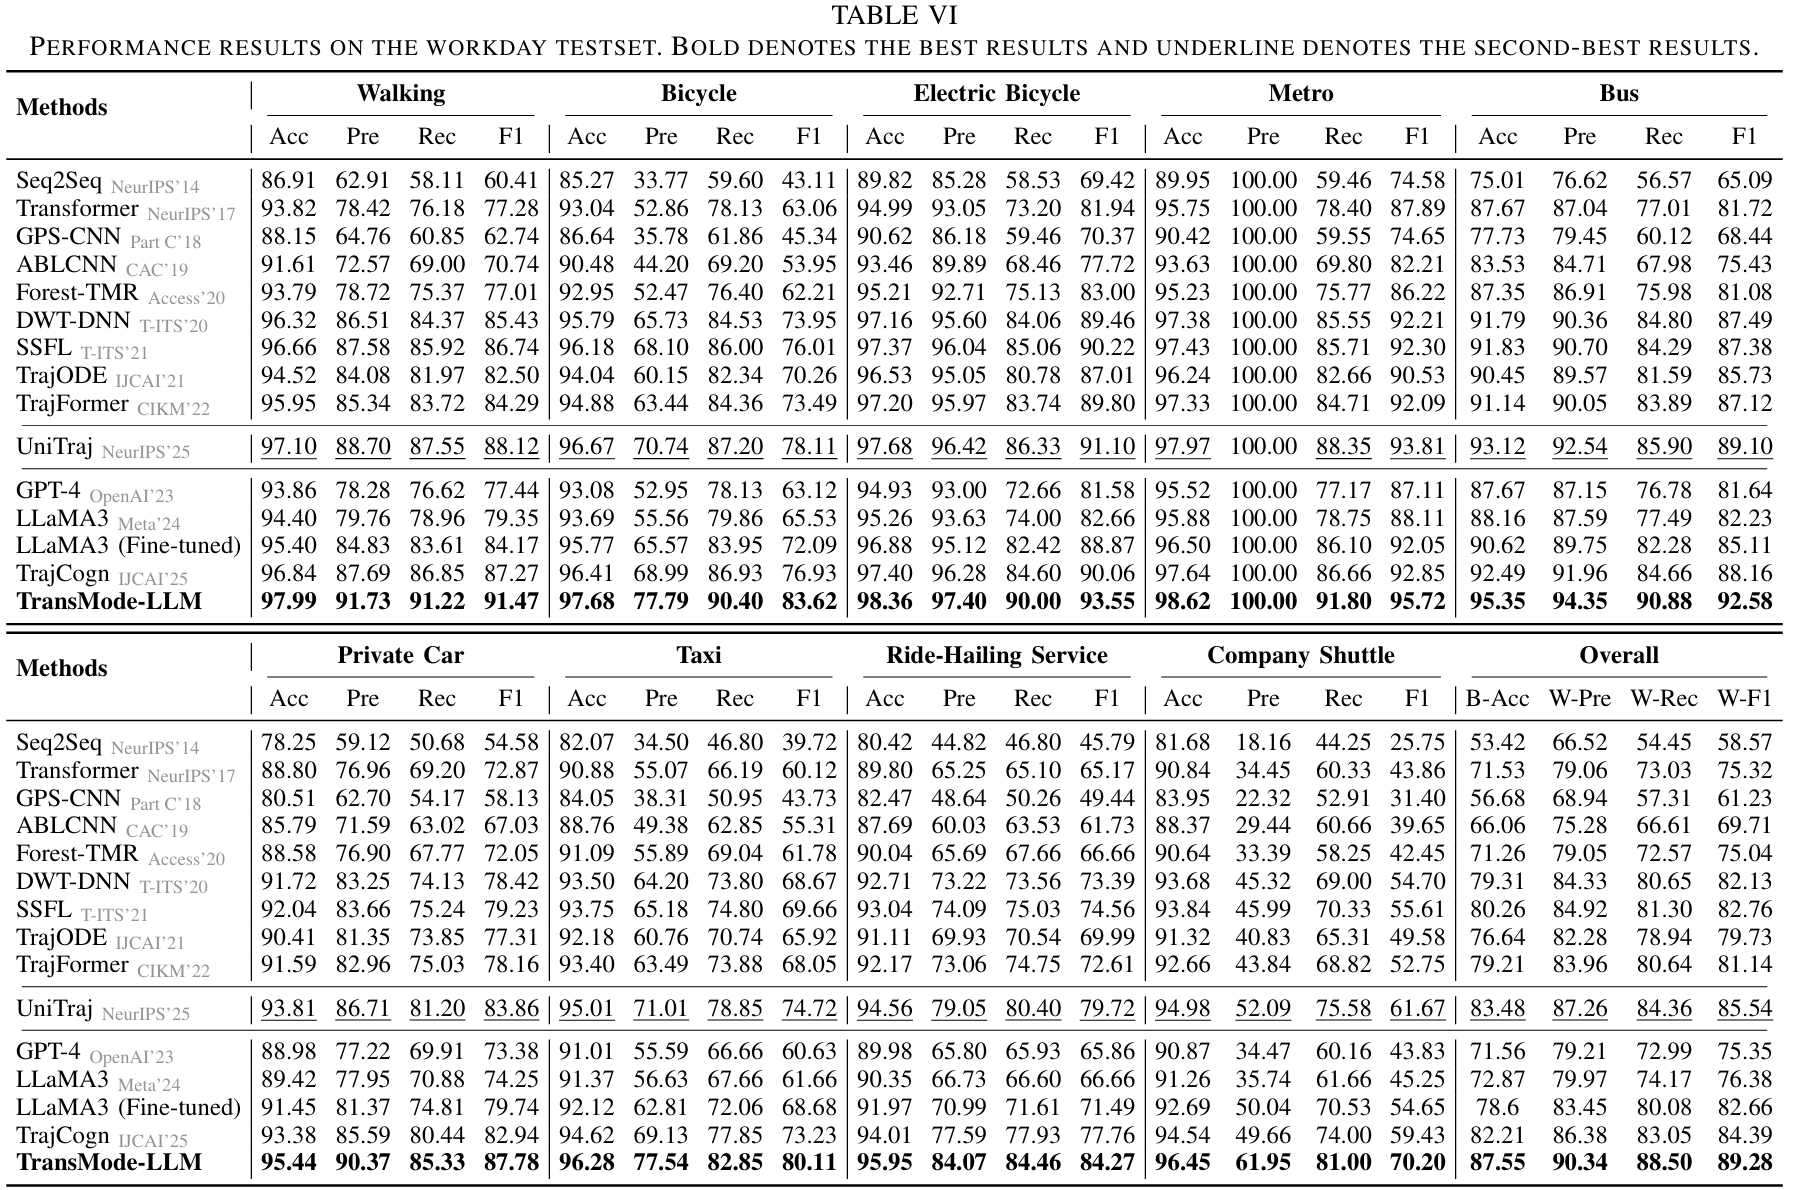 TABLE VI
PERFORMANCE RESULTS ON THE WORKDAY TESTSET. BOLD DENOTES THE BEST RESULTS AND UNDERLINE DENOTES THE SECOND-BEST RESULTS.
Methods Walking Bicycle Electric Bicycle Metro Bus
Acc Pre Rec F1 Acc Pre Rec F1 Acc Pre Rec F1 Acc Pre Rec F1 Acc Pre Rec F1
Seq2Seq NeurIPS'14 86.91 62.91 58.11 60.41 85.27 33.77 59.60 43.11 89.82 85.28 58.53 69.42 89.95 100.00 59.46 74.58 75.01 76.62 56.57 65.09
Transformer NeurIPS'17 93.82 78.42 76.18 77.28 93.04 52.86 78.13 63.06 94.99 93.05 73.20 81.94 95.75 100.00 78.40 87.89 87.67 87.04 77.01 81.72
GPS-CNN Part C'18 88.15 64.76 60.85 62.74 86.64 35.78 61.86 45.34 90.62 86.18 59.46 70.37 90.42 100.00 59.55 74.65 77.73 79.45 60.12 68.44
ABLCNN CAC'19 91.61 72.57 69.00 70.74 90.48 44.20 69.20 53.95 93.46 89.89 68.46 77.72 93.63 100.00 69.80 82.21 83.53 84.71 67.98 75.43
Forest-TMR Access'20 93.79 78.72 75.37 77.01 92.95 52.47 76.40 62.21 95.21 92.71 75.13 83.00 95.23 100.00 75.77 86.22 87.35 86.91 75.98 81.08
DWT-DNN T-ITS'20 96.32 86.51 84.37 85.43 95.79 65.73 84.53 73.95 97.16 95.60 84.06 89.46 97.38 100.00 85.55 92.21 91.79 90.36 84.80 87.49
SSFL T-ITS'21 96.66 87.58 85.92 86.74 96.18 68.10 86.00 76.01 97.37 96.04 85.06 90.22 97.43 100.00 85.71 92.30 91.83 90.70 84.29 87.38
TrajODE IJCAI'21 94.52 84.08 81.97 82.50 94.04 60.15 82.34 70.26 96.53 95.05 80.78 87.01 96.24 100.00 82.66 90.53 90.45 89.57 81.59 85.73
TrajFormer CIKM'22 95.95 85.34 83.72 84.29 94.88 63.44 84.36 73.49 97.20 95.97 83.74 89.80 97.33 100.00 84.71 92.09 91.14 90.05 83.89 87.12
UniTraj NeurIPS'25 97.10 88.70 87.55 88.12 96.67 70.74 87.20 78.11 97.68 96.42 86.33 91.10 97.97 100.00 88.35 93.81 93.12 92.54 85.90 89.10
GPT-4 OpenAI'23 93.86 78.28 76.62 77.44 93.08 52.95 78.13 63.12 94.93 93.00 72.66 81.58 95.52 100.00 77.17 87.11 87.67 87.15 76.78 81.64
LLaMA3 Meta'24 94.40 79.76 78.96 79.35 93.69 55.56 79.86 65.53 95.26 93.63 74.00 82.66 95.88 100.00 78.75 88.11 88.16 87.59 77.49 82.23
LLaMA3 (Fine-tuned) 95.40 84.83 83.61 84.17 95.77 65.57 83.95 72.09 96.88 95.12 82.42 88.87 96.50 100.00 86.10 92.05 90.62 89.75 82.28 85.11
TrajCogn IJCAI'25 96.84 87.69 86.85 87.27 96.41 68.99 86.93 76.93 97.40 96.28 84.60 90.06 97.64 100.00 86.66 92.85 92.49 91.96 84.66 88.16
TransMode-LLM 97.99 91.73 91.22 91.47 97.68 77.79 90.40 83.62 98.36 97.40 90.00 93.55 98.62 100.00 91.80 95.72 95.35 94.35 90.88 92.58
Methods Private Car Taxi Ride-Hailing Service Company Shuttle Overall
Acc Pre Rec F1 Acc Pre Rec F1 Acc Pre Rec F1 Acc Pre Rec F1 B-Acc W-Pre W-Rec W-F1
Seq2Seq NeurIPS'14 78.25 59.12 50.68 54.58 82.07 34.50 46.80 39.72 80.42 44.82 46.80 45.79 81.68 18.16 44.25 25.75 53.42 66.52 54.45 58.57
Transformer NeurIPS'17 88.80 76.96 69.20 72.87 90.88 55.07 66.19 60.12 89.80 65.25 65.10 65.17 90.84 34.45 60.33 43.86 71.53 79.06 73.03 75.32
GPS-CNN Part C'18 80.51 62.70 54.17 58.13 84.05 38.31 50.95 43.73 82.47 48.64 50.26 49.44 83.95 22.32 52.91 31.40 56.68 68.94 57.31 61.23
ABLCNN CAC'19 85.79 71.59 63.02 67.03 88.76 49.38 62.85 55.31 87.69 60.03 63.53 61.73 88.37 29.44 60.66 39.65 66.06 75.28 66.61 69.71
Forest-TMR Access'20 88.58 76.90 67.77 72.05 91.09 55.89 69.04 61.78 90.04 65.69 67.66 66.66 90.64 33.39 58.25 42.45 71.26 79.05 72.57 75.04
DWT-DNN T-ITS'20 91.72 83.25 74.13 78.42 93.50 64.20 73.80 68.67 92.71 73.22 73.56 73.39 93.68 45.32 69.00 54.70 79.31 84.33 80.65 82.13
SSFL T-ITS'21 92.04 83.66 75.24 79.23 93.75 65.18 74.80 69.66 93.04 74.09 75.03 74.56 93.84 45.99 70.33 55.61 80.26 84.92 81.30 82.76
TrajODE IJCAI'21 90.41 81.35 73.85 77.31 92.18 60.76 70.74 65.92 91.11 69.93 70.54 69.99 91.32 40.83 65.31 49.58 76.64 82.28 78.94 79.73
TrajFormer CIKM'22 91.59 82.96 75.03 78.16 93.40 63.49 73.88 68.05 92.17 73.06 74.75 72.61 92.66 43.84 68.82 52.75 79.21 83.96 80.64 81.14
UniTraj NeurIPS'25 93.81 86.71 81.20 83.86 95.01 71.01 78.85 74.72 94.56 79.05 80.40 79.72 94.98 52.09 75.58 61.67 83.48 87.26 84.36 85.54
GPT-4 OpenAI'23 88.98 77.22 69.91 73.38 91.01 55.59 66.66 60.63 89.98 65.80 65.93 65.86 90.87 34.47 60.16 43.83 71.56 79.21 72.99 75.35
LLaMA3 Meta'24 89.42 77.95 70.88 74.25 91.37 56.63 67.66 61.66 90.35 66.73 66.60 66.66 91.26 35.74 61.66 45.25 72.87 79.97 74.17 76.38
LLaMA3 (Fine-tuned) 91.45 81.37 74.81 79.74 92.12 62.81 72.06 68.68 91.97 70.99 71.61 71.49 92.69 50.04 70.53 54.65 78.6 83.45 80.08 82.66
TrajCogn IJCAI'25 93.38 85.59 80.44 82.94 94.62 69.13 77.85 73.23 94.01 77.59 77.93 77.76 94.54 49.66 74.00 59.43 82.21 86.38 83.05 84.39
TransMode-LLM 95.44 90.37 85.33 87.78 96.28 77.54 82.85 80.11 95.95 84.07 84.46 84.27 96.45 61.95 81.00 70.20 87.55 90.34 88.50 89.28